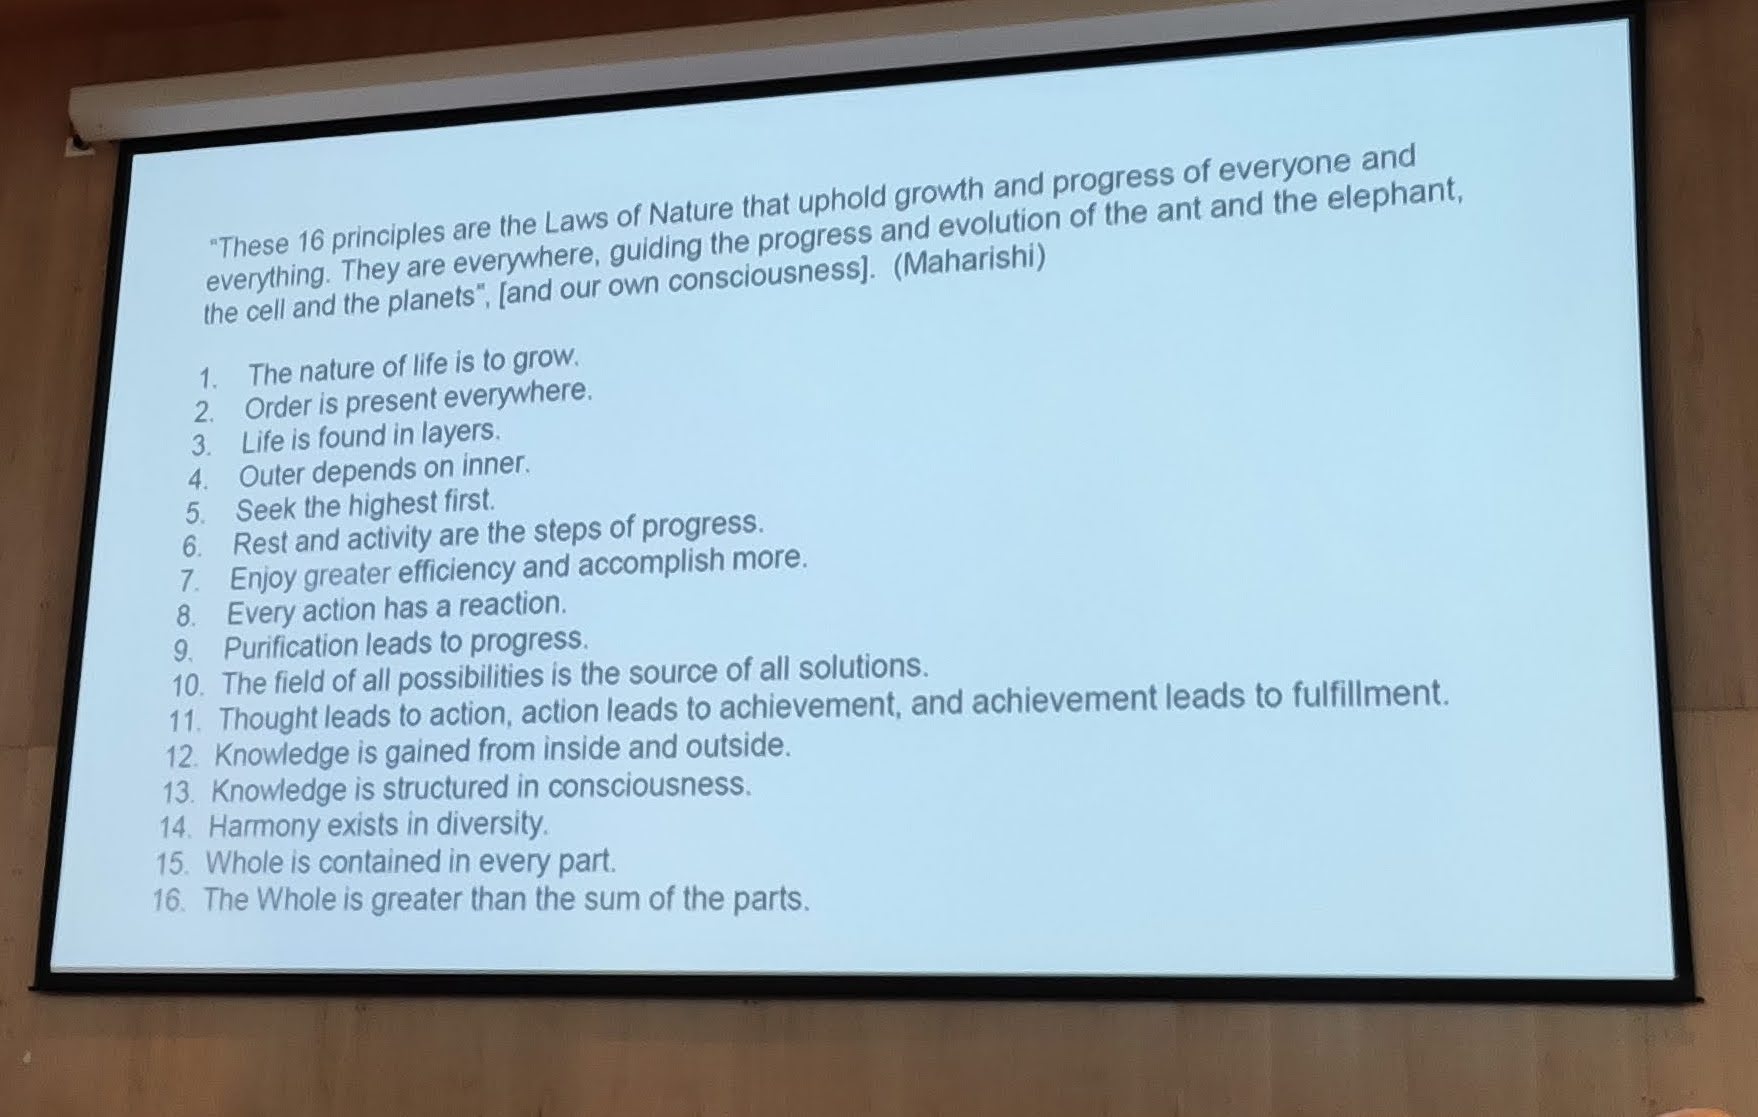 “These 16 principles are the Laws of Nature that uphold growth and progress of everyone and
everything. They are everywhere, guiding the progress and evolution of the ant and the elephant,
the cell and the planets”, [and our own consciousness]. (Maharishi)
1. The nature of life is to grow.
2. Order is present everywhere.
3. Life is found in layers.
4. Outer depends on inner.
5. Seek the highest first.
6. Rest and activity are the steps of progress.
7. Enjoy greater efficiency and accomplish more.
8. Every action has a reaction.
9. Purification leads to progress.
10. The field of all possibilities is the source of all solutions.
11. Thought leads to action, action leads to achievement, and achievement leads to fulfillment.
12. Knowledge is gained from inside and outside.
13. Knowledge is structured in consciousness.
14. Harmony exists in diversity.
15. Whole is contained in every part.
16. The Whole is greater than the sum of the parts.